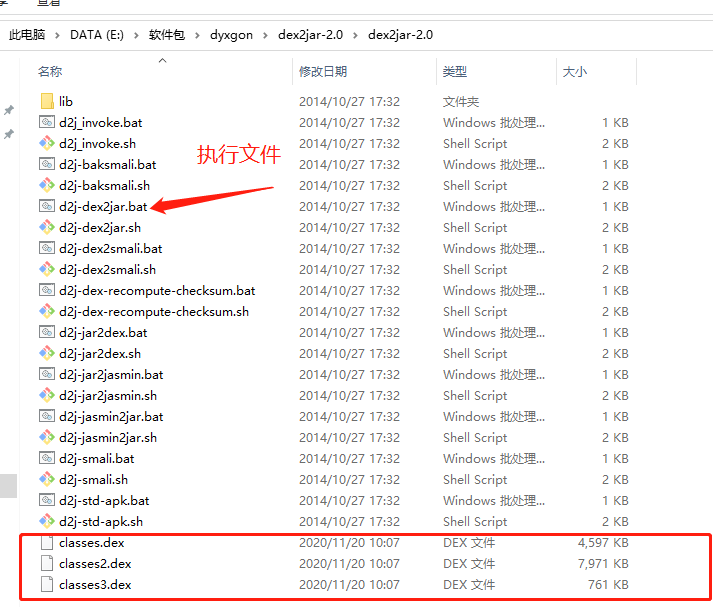 查看
此电脑 > DATA (E:) > 软件包 > dyxgon > dex2jar-2.0 > dex2jar-2.0
名称 修改日期 类型 大小
lib 2014/10/27 17:32 文件夹
d2j_invoke.bat 2014/10/27 17:32 Windows 批处理... 1 KB
d2j_invoke.sh 2014/10/27 17:32 Shell Script 2 KB
执行文件
d2j-baksmali.bat 2014/10/27 17:32 Windows 批处理... 1 KB
d2j-baksmali.sh 2014/10/27 17:32 Shell Script 2 KB
d2j-dex2jar.bat 2014/10/27 17:32 Windows 批处理... 1 KB
d2j-dex2jar.sh 2014/10/27 17:32 Shell Script 2 KB
d2j-dex2smali.bat 2014/10/27 17:32 Windows 批处理... 1 KB
d2j-dex2smali.sh 2014/10/27 17:32 Shell Script 2 KB
d2j-dex-recompute-checksum.bat 2014/10/27 17:32 Windows 批处理... 1 KB
d2j-dex-recompute-checksum.sh 2014/10/27 17:32 Shell Script 2 KB
d2j-jar2dex.bat 2014/10/27 17:32 Windows 批处理... 1 KB
d2j-jar2dex.sh 2014/10/27 17:32 Shell Script 2 KB
d2j-jar2jasmin.bat 2014/10/27 17:32 Windows 批处理... 1 KB
d2j-jar2jasmin.sh 2014/10/27 17:32 Shell Script 2 KB
d2j-jasmin2jar.bat 2014/10/27 17:32 Windows 批处理... 1 KB
d2j-jasmin2jar.sh 2014/10/27 17:32 Shell Script 2 KB
d2j-smali.bat 2014/10/27 17:32 Windows 批处理... 1 KB
d2j-smali.sh 2014/10/27 17:32 Shell Script 2 KB
d2j-std-apk.bat 2014/10/27 17:32 Windows 批处理... 1 KB
d2j-std-apk.sh 2014/10/27 17:32 Shell Script 2 KB
classes.dex 2020/11/20 10:07 DEX 文件 4,597 KB
classes2.dex 2020/11/20 10:07 DEX 文件 7,971 KB
classes3.dex 2020/11/20 10:07 DEX 文件 761 KB